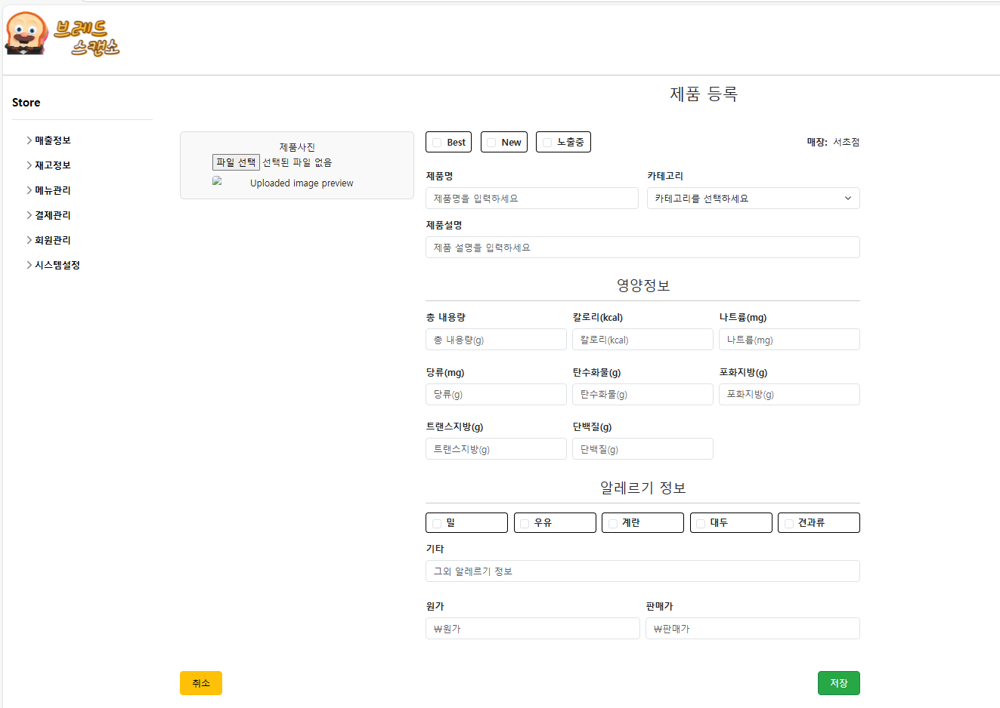 브레드
스캔소
Store
매출정보
재고정보
메뉴관리
결제관리
회원관리
시스템설정
제품 등록
제품사진
파일 선택 선택된 파일 없음
Uploaded image preview
Best New 노출중 매장: 서초점
제품명 카테고리
제품명을 입력하세요 카테고리를 선택하세요
제품설명
제품 설명을 입력하세요
영양정보
총 내용량 칼로리(kcal) 나트륨(mg)
총 내용량(g) 칼로리(kcal) 나트륨(mg)
당류(mg) 탄수화물(g) 포화지방(g)
당류(g) 탄수화물(g) 포화지방(g)
트랜스지방(g) 단백질(g)
트랜스지방(g) 단백질(g)
알레르기 정보
밀 우유 계란 대두 견과류
기타
그외 알레르기 정보
원가 판매가
₩원가 ₩판매가
취소 저장